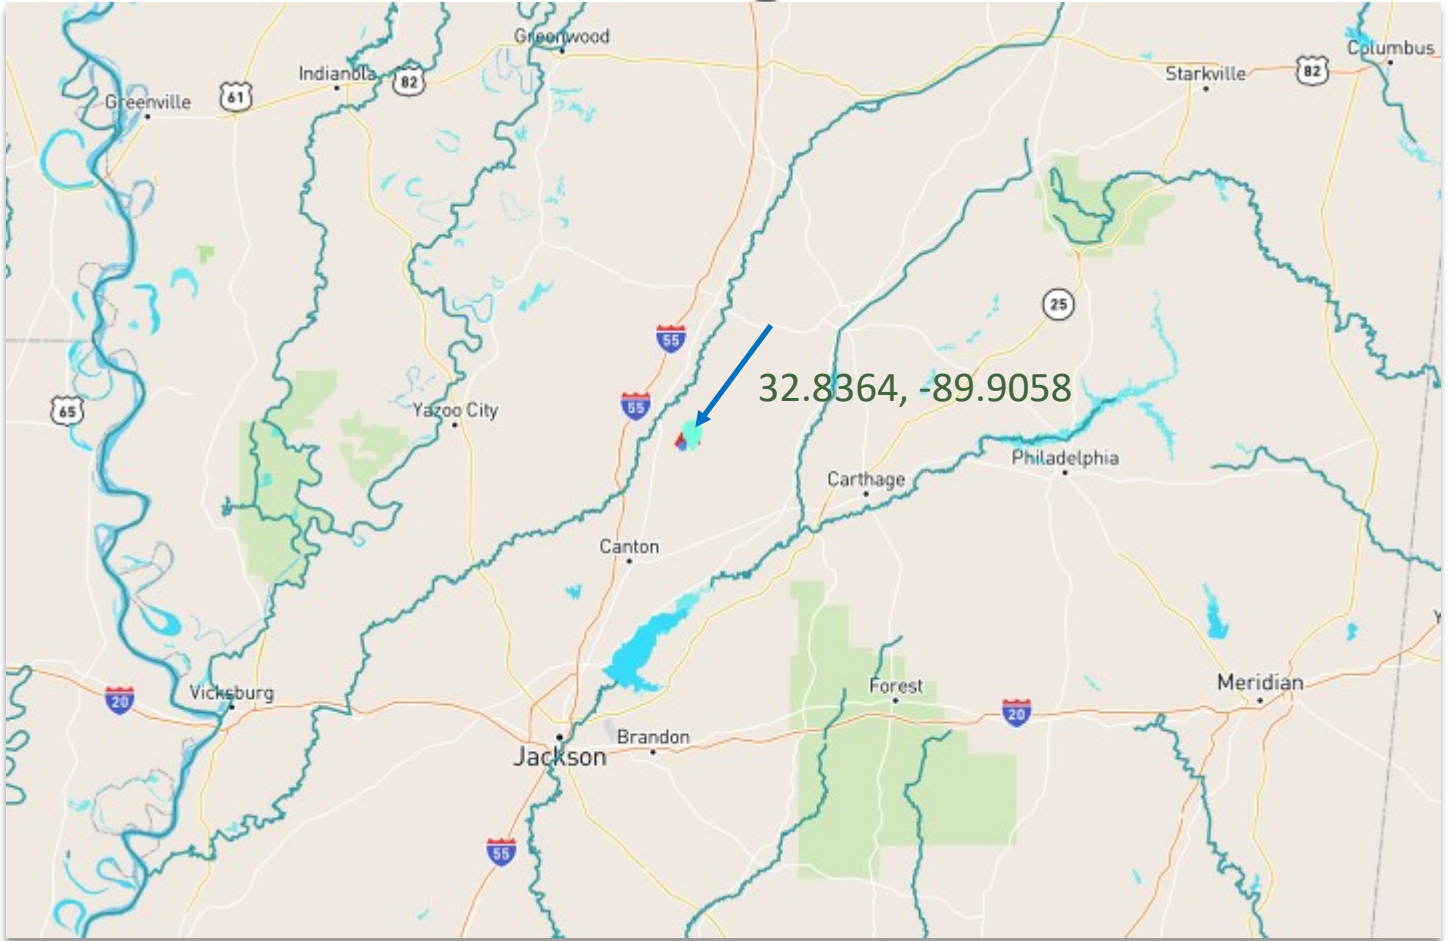 Greenwood
Columbus
Indianola
82
Starkville
82
61
Greenville
25
55
32.8364, -89.9058
55
65
Yazoo City
Philadelphia
Carthage
Canton
Meridian
Forest
Vicksburg
20
20
Brandon
Jackson
55